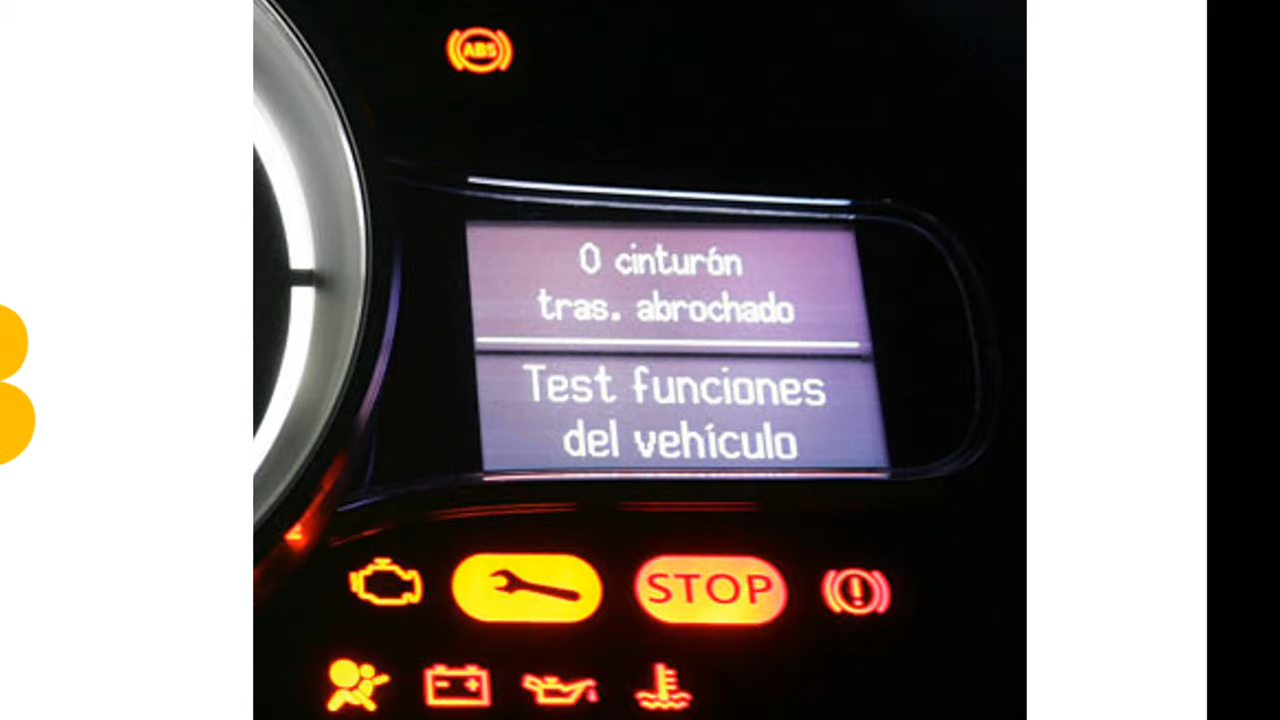 ABS
0 cinturón
tras. abrochado
Test funciones
del vehículo
STOP